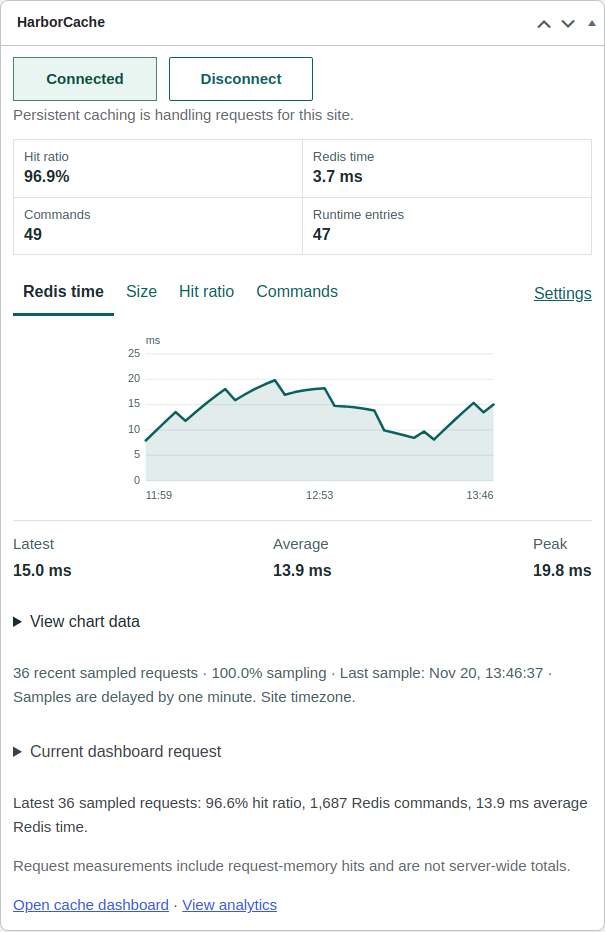 HarborCache
Connected
Disconnect
Persistent caching is handling requests for this site.
Hit ratio
96.9%
Redis time
3.7 ms
Commands
49
Runtime entries
47
Redis time
Size
Hit ratio
Commands
Settings
ms
25
20
15
10
5
0
11:59
12:53
13:46
Latest
15.0 ms
Average
13.9 ms
Peak
19.8 ms
View chart data
36 recent sampled requests · 100.0% sampling · Last sample: Nov 20, 13:46:37 ·
Samples are delayed by one minute. Site timezone.
Current dashboard request
Latest 36 sampled requests: 96.6% hit ratio, 1,687 Redis commands, 13.9 ms average
Redis time.
Request measurements include request-memory hits and are not server-wide totals.
Open cache dashboard · View analytics